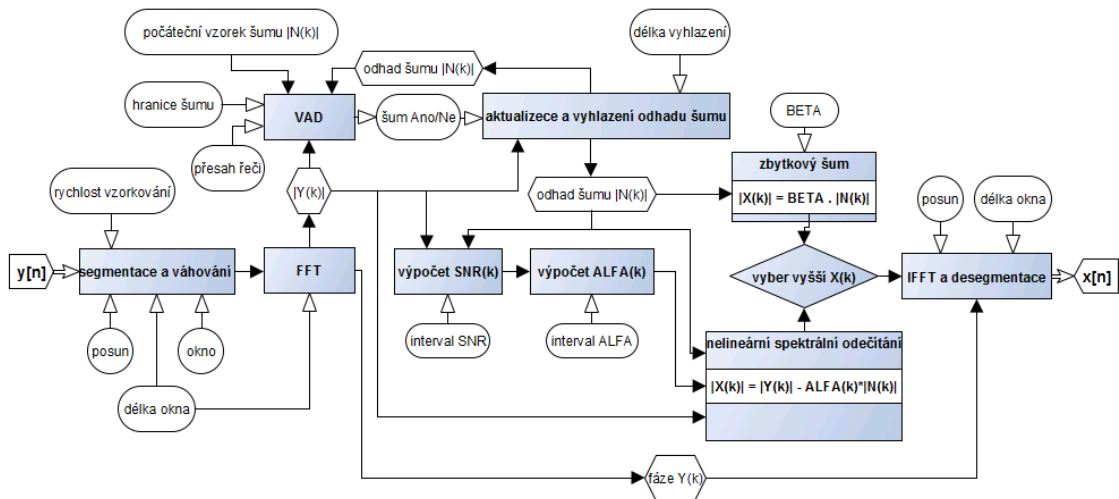 počáteční vzorek šumu |N(k)|
délka vyhlazení
odhad šumu |N(k)|
hranice šumu
VAD
šum Ano/Ne
aktualizece a vyhlazení odhadu šumu
BETA
přesah řeči
zbytkový šum
|X(k)| = BETA . |N(k)|
rychlost vzorkování
|Y(k)|
odhad šumu |N(k)|
posun
délka okna
y[n]
segmentace a váhování
FFT
výpočet SNR(k)
výpočet ALFA(k)
vyber vyšší X(k)
IFFT a desegmentace
x[n]
posun
okno
interval SNR
interval ALFA
nelineární spektrální odečítání
|X(k)| = |Y(k)| - ALFA(k)*|N(k)|
délka okna
fáze Y(k)